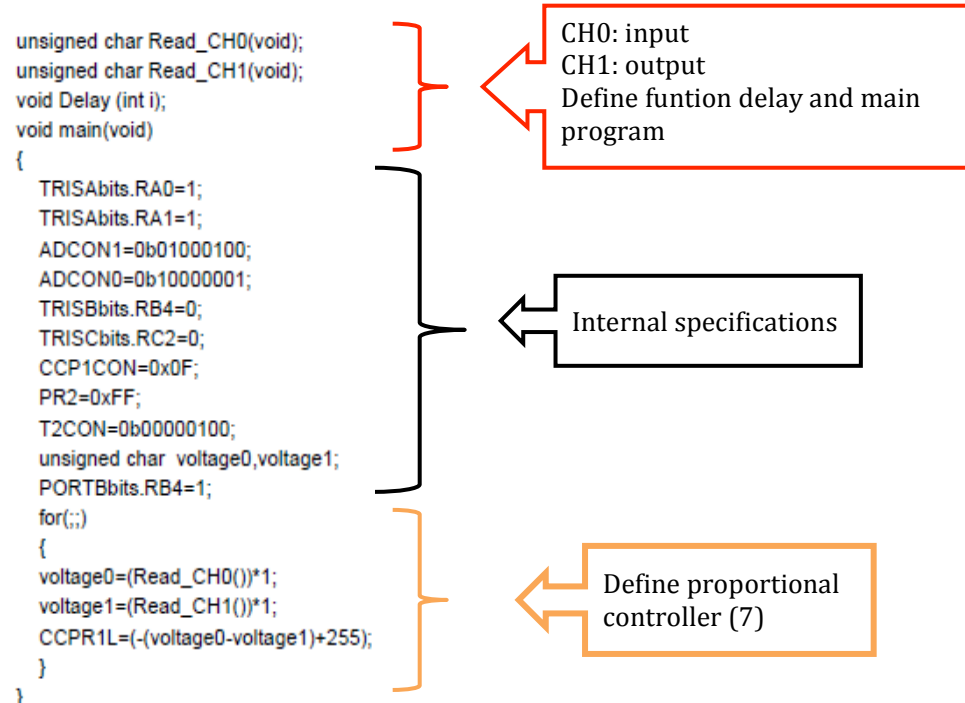 unsigned char Read_CH0(void);
unsigned char Read_CH1(void);
void Delay (int i);
void main(void)
{
TRISAbits.RA0=1;
TRISAbits.RA1=1;
ADCON1=0b01000100;
ADCON0=0b10000001;
TRISBbits.RB4=0;
TRISCbits.RC2=0;
CCP1CON=0x0F;
PR2=0xFF;
T2CON=0b00000100;
unsigned char voltage0,voltage1;
PORTBbits.RB4=1;
for(;;)
{
voltage0=(Read_CH0())*1;
voltage1=(Read_CH1())*1;
CCPR1L=(-(voltage0-voltage1)+255);
}
}
CH0: input
CH1: output
Define funtion delay and main
program
Internal specifications
Define proportional
controller (7)